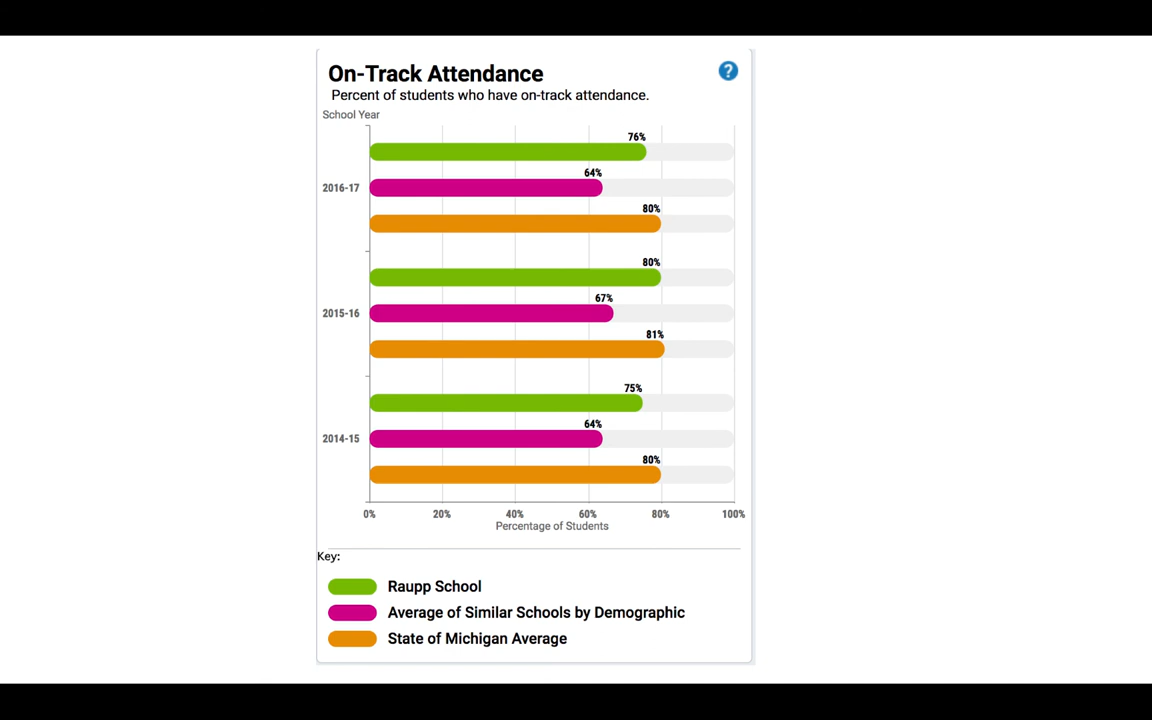 On-Track Attendance
?
Percent of students who have on-track attendance.
School Year
76%
64%
2016-17
80%
80%
67%
2015-16
81%
75%
64%
2014-15
80%
0% 20% 40% 60% 80% 100%
Percentage of Students
Key:
Raupp School
Average of Similar Schools by Demographic
State of Michigan Average